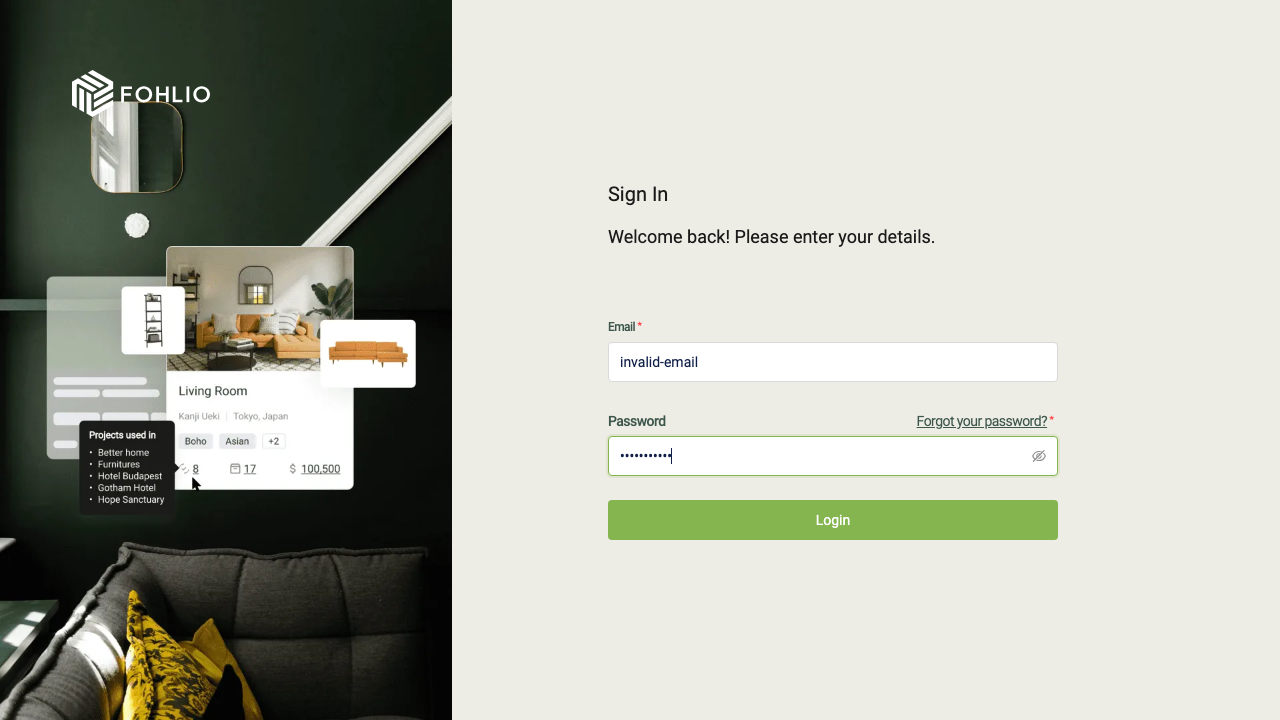 FOHLIO
Living Room
Kanji Ueki | Tokyo, Japan
Boho Asian +2
8 17 $ 100,500
Projects used in
• Better home
• Furnitures
• Hotel Budapest
• Gotham Hotel
• Hope Sanctuary
Sign In
Welcome back! Please enter your details.
Email *
invalid-email
Password Forgot your password? *
•••••••••••
Login